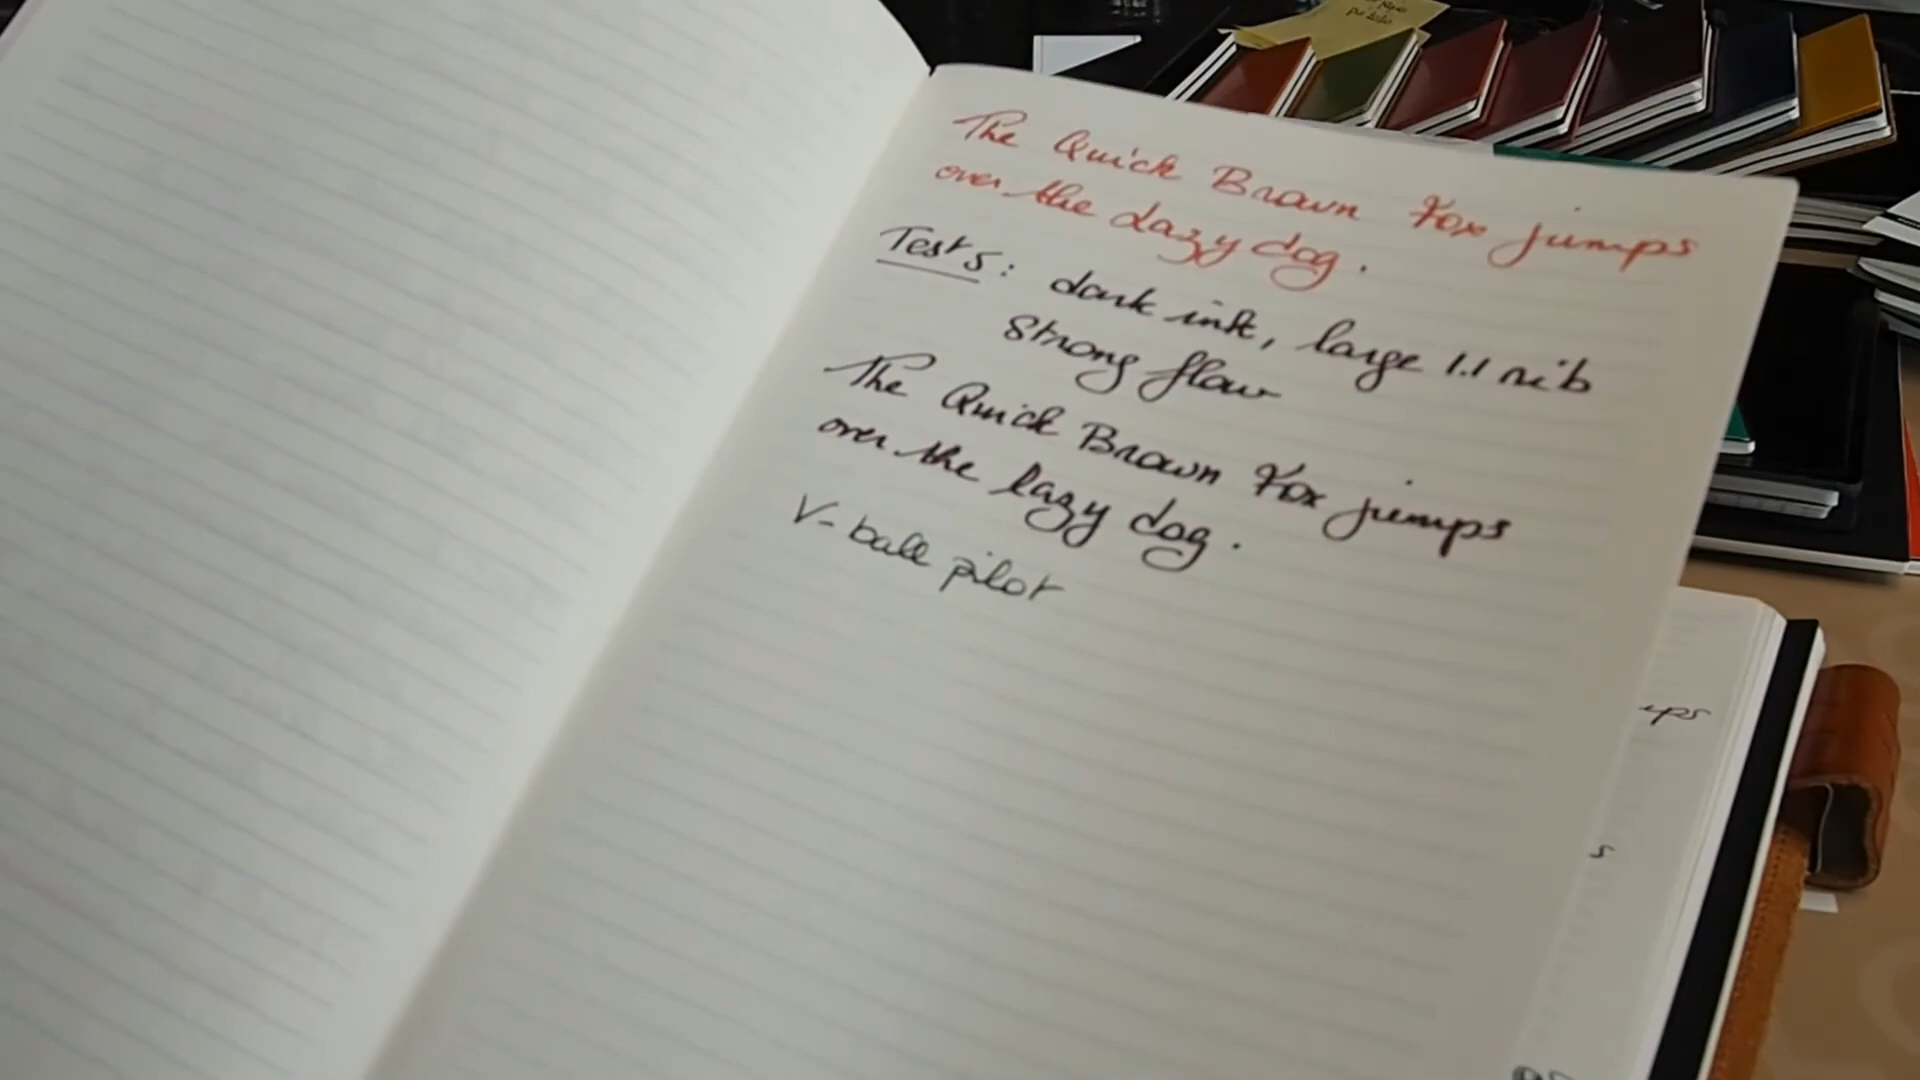 The Quick Brown Fox jumps
over the lazy dog.
Tests: dark ink, large 1.1 nib
strong flow
The Quick Brown Fox jumps
over the lazy dog.
V-ball pilot